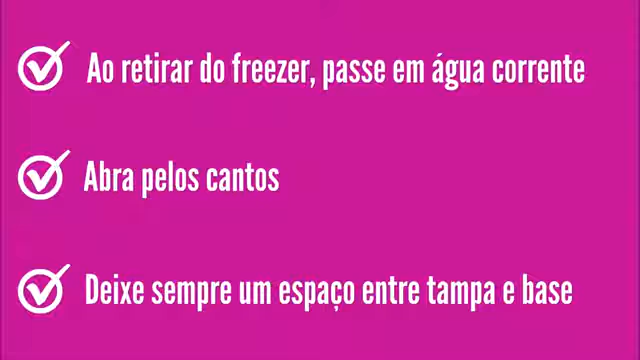 Ao retirar do freezer, passe em água corrente
Abra pelos cantos
Deixe sempre um espaço entre tampa e base